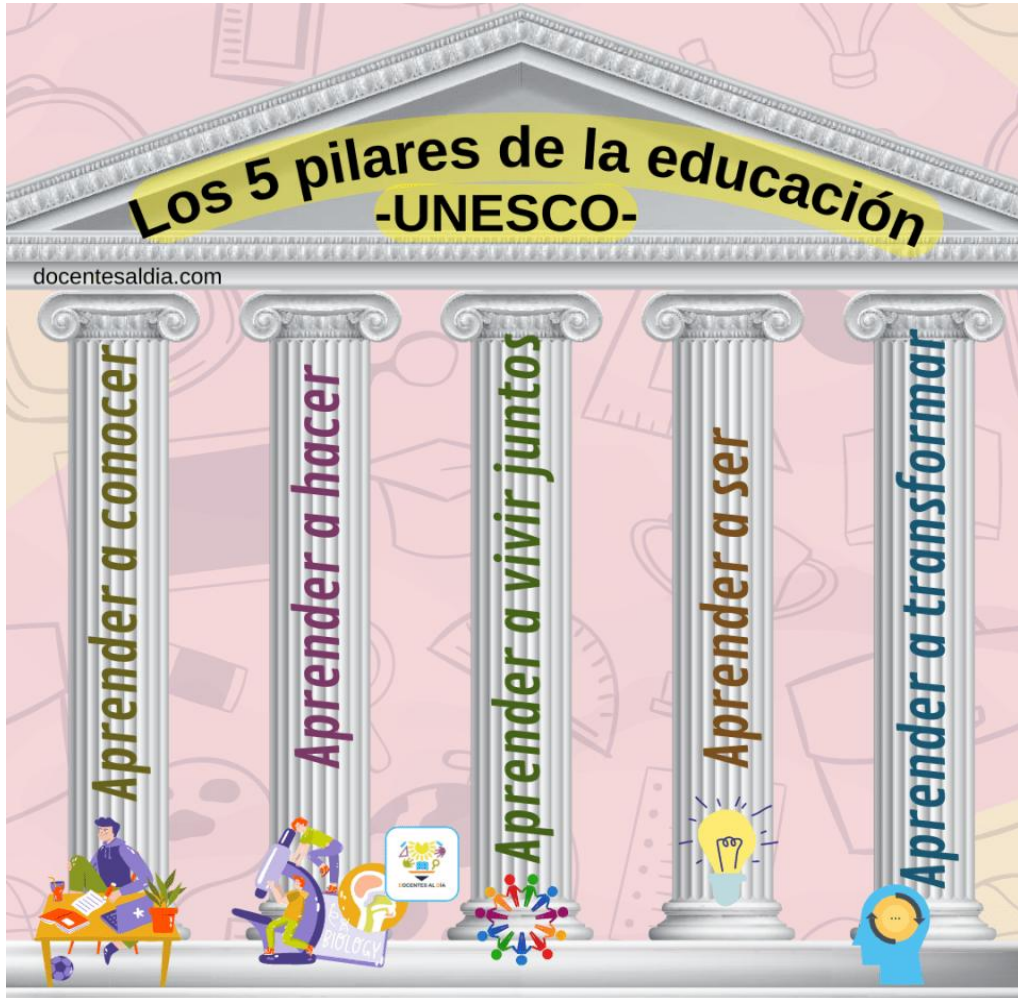 Los 5 pilares de la educación
-UNESCO-
docentesaldia.com
Aprender a conocer
Aprender a hacer
Aprender a vivir juntos
Aprender a ser
Aprender a transformar
DOCENTES AL DÍA
BIOLOGY